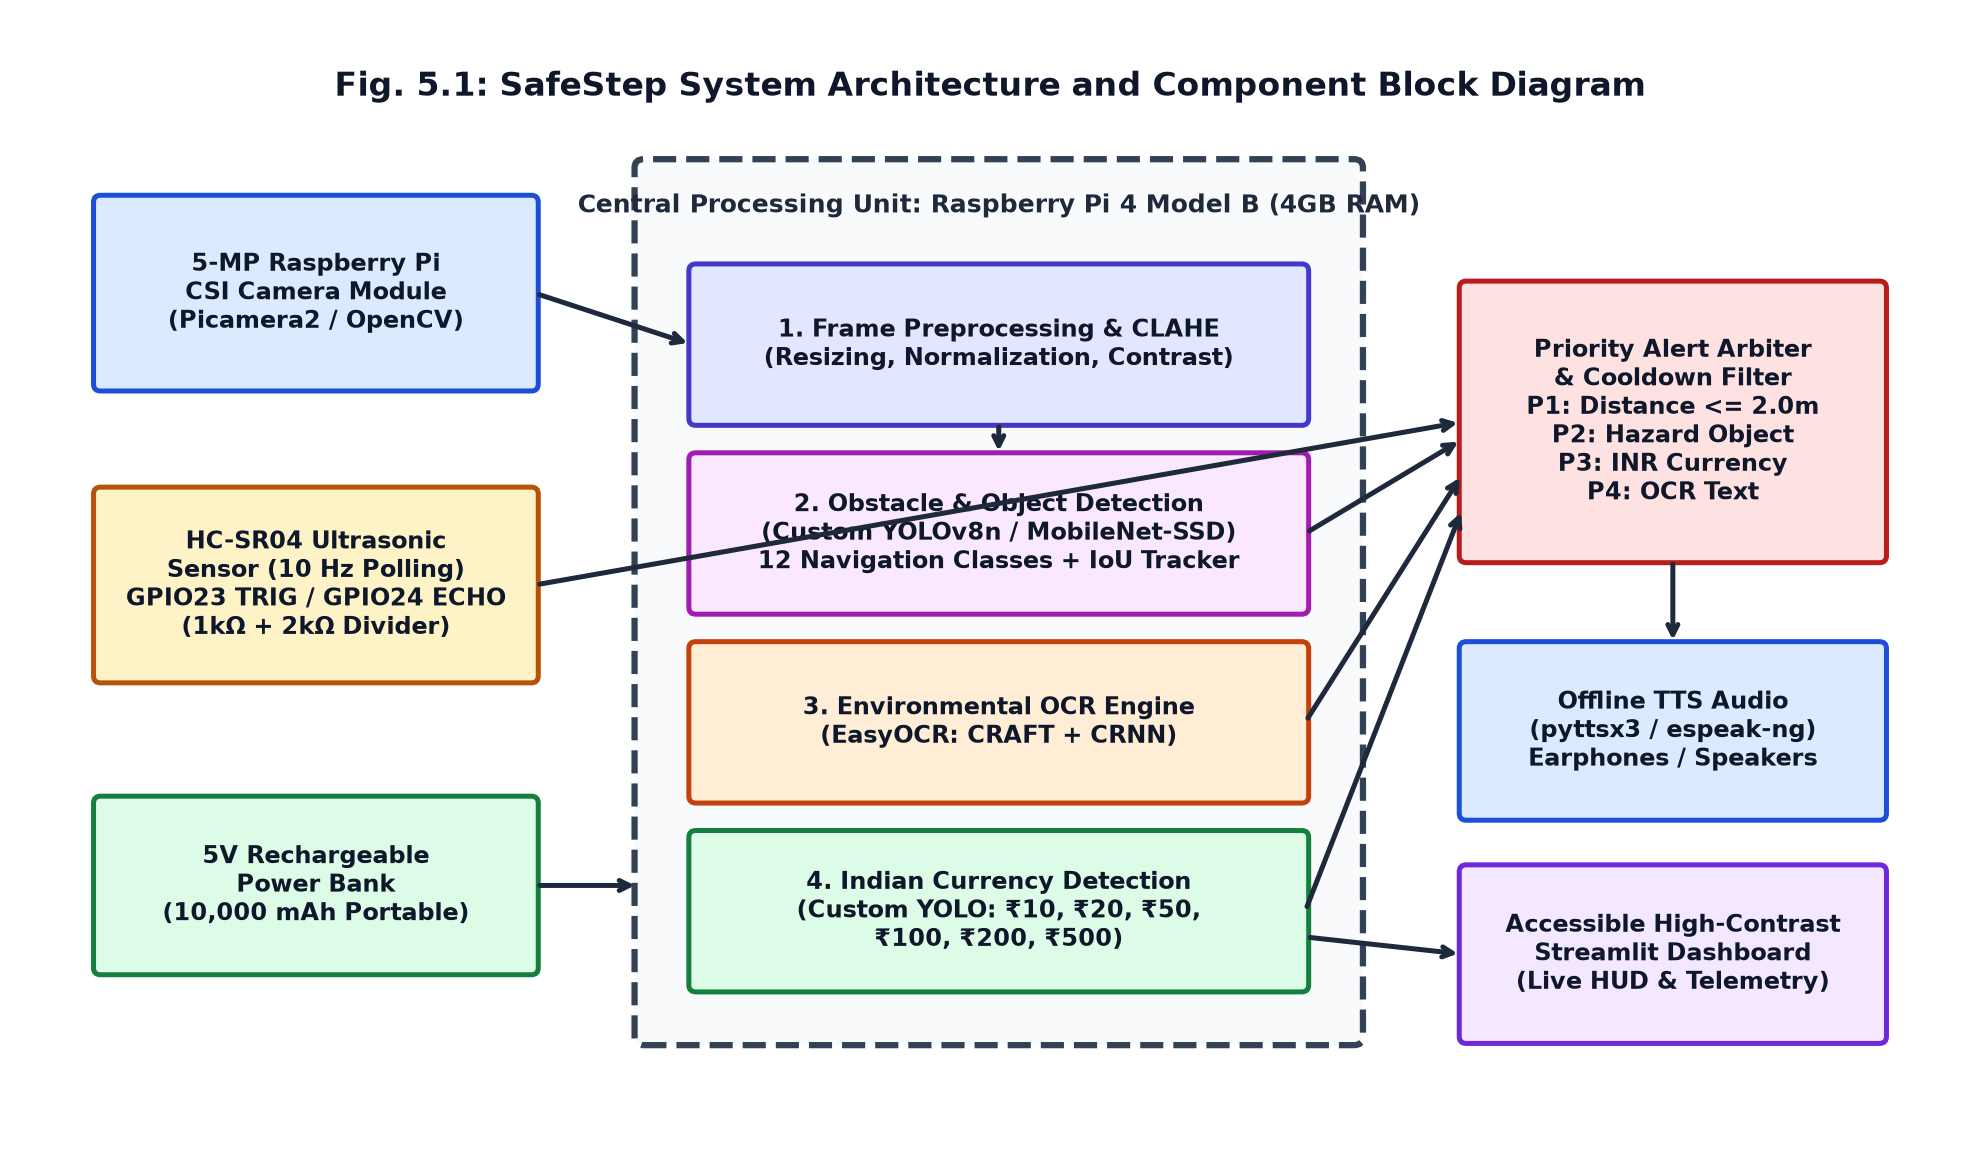 Fig. 5.1: SafeStep System Architecture and Component Block Diagram
5-MP Raspberry Pi
CSI Camera Module
(Picamera2 / OpenCV)
HC-SR04 Ultrasonic
Sensor (10 Hz Polling)
GPIO23 TRIG / GPIO24 ECHO
(1kΩ + 2kΩ Divider)
5V Rechargeable
Power Bank
(10,000 mAh Portable)
Central Processing Unit: Raspberry Pi 4 Model B (4GB RAM)
1. Frame Preprocessing & CLAHE
(Resizing, Normalization, Contrast)
2. Obstacle & Object Detection
(Custom YOLOv8n / MobileNet-SSD)
12 Navigation Classes + IoU Tracker
3. Environmental OCR Engine
(EasyOCR: CRAFT + CRNN)
4. Indian Currency Detection
(Custom YOLO: ₹10, ₹20, ₹50,
₹100, ₹200, ₹500)
Priority Alert Arbiter
& Cooldown Filter
P1: Distance <= 2.0m
P2: Hazard Object
P3: INR Currency
P4: OCR Text
Offline TTS Audio
(pyttsx3 / espeak-ng)
Earphones / Speakers
Accessible High-Contrast
Streamlit Dashboard
(Live HUD & Telemetry)